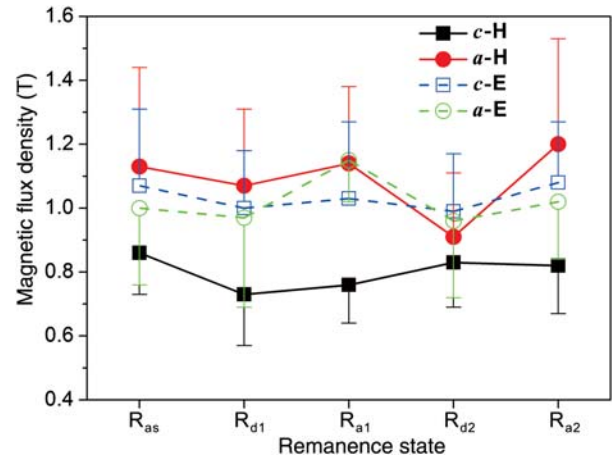 1.6
1.4
1.2
1.0
0.8
0.6
0.4
Magnetic flux density (T)
c-H
a-H
c-E
a-E
Ras
Rd1
Ra1
Rd2
Ra2
Remanence state